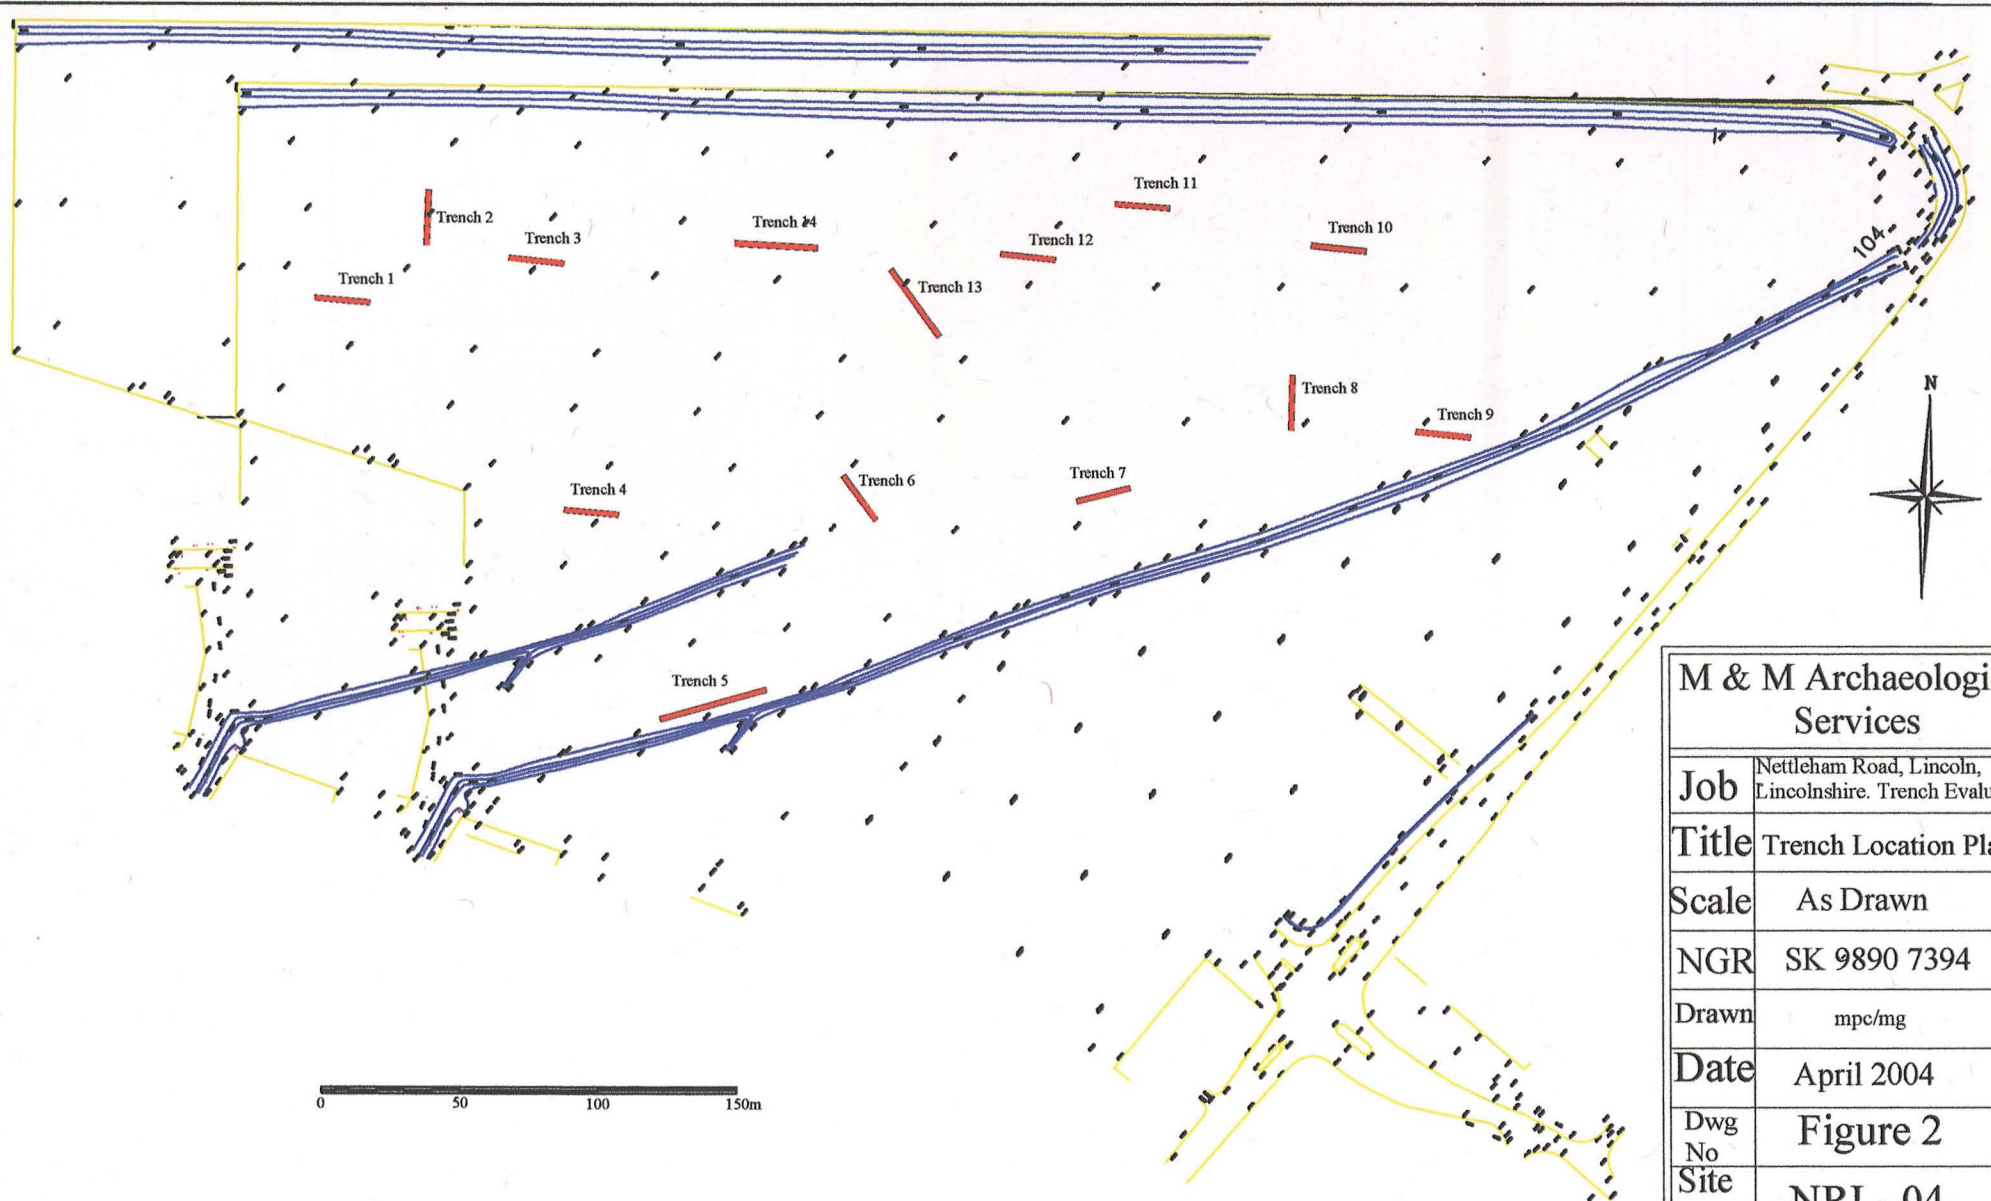 Trench 11
Trench 2
Trench 14
Trench 10
Trench 3
Trench 12
Trench 1
Trench 13
104
N
Trench 8
Trench 9
Trench 7
Trench 6
Trench 4
Trench 5
M & M Archaeologi
Services
Job
Nettleham Road, Lincoln,
Lincolnshire. Trench Evalu
Title
Trench Location Pla
Scale
As Drawn
NGR
SK 9890 7394
Drawn
mpc/mg
Date
April 2004
Dwg
No
Figure 2
Site
0 50 100 150m